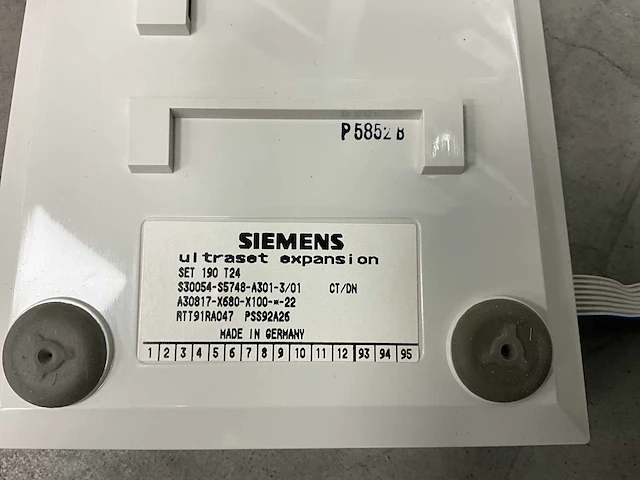 P5852 B
SIEMENS
ultraset expansion
SET 190 T24
S30054-S5748-A301-3/01 CT/DN
A30817-X680-X100-*-22
RTT91RA047 PSS92A26
MADE IN GERMANY
1 2 3 4 5 6 7 8 9 10 11 12 93 94 95